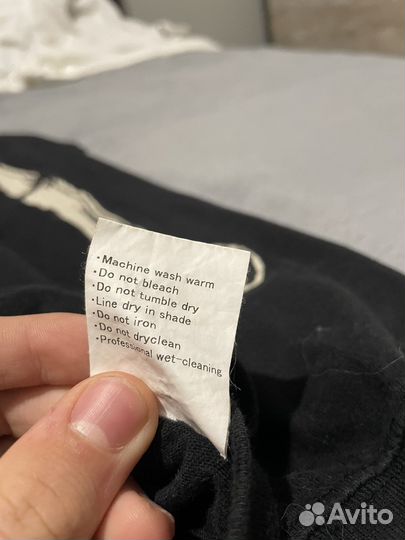 ·Machine wash warm
·Do not bleach
·Do not tumble dry
·Line dry in shade
·Do not iron
·Do not dryclean
·Professional wet-cleaning
Avito